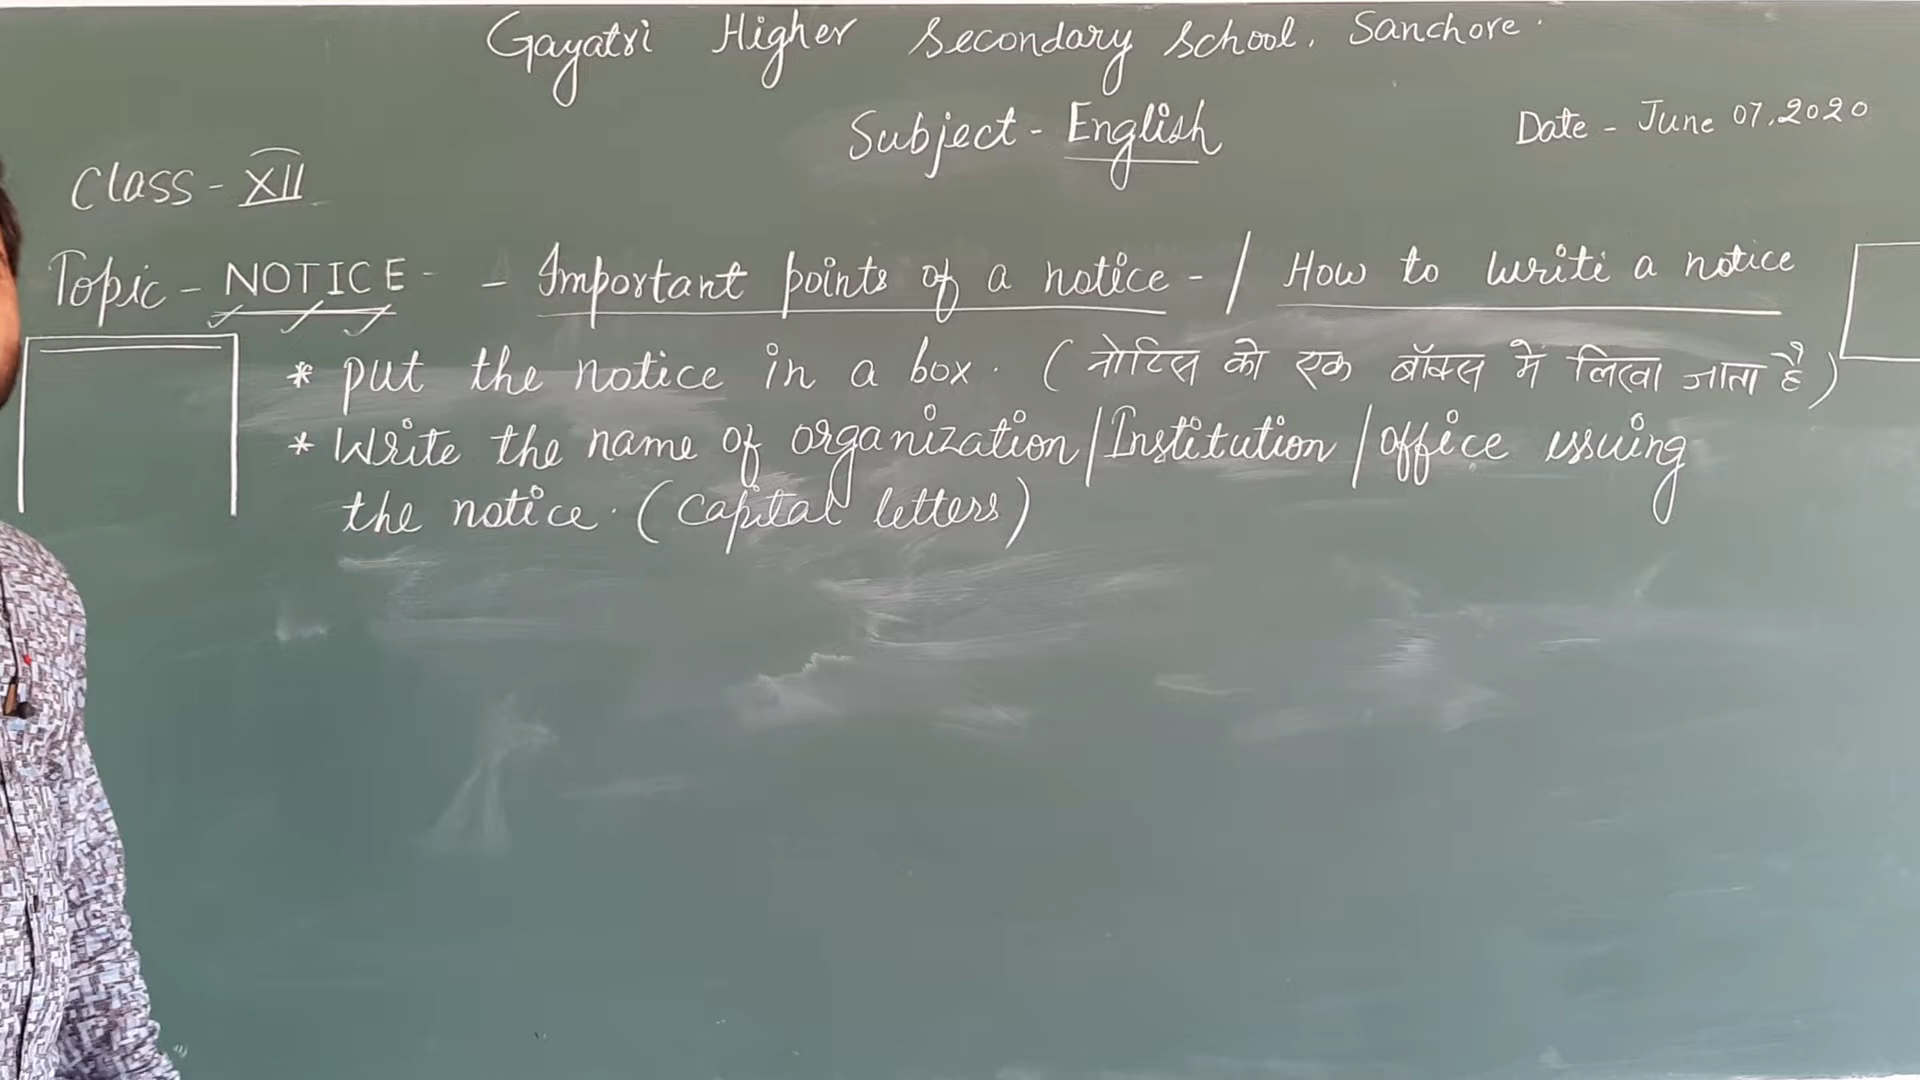 Gayatri Higher Secondary School, Sanchore.
Subject - English
Date - June 07, 2020
Class - XII
Topic - NOTICE - - Important points of a notice - / How to write a notice
* Put the notice in a box. (नोटिस को एक बॉक्स में लिखा जाता है)
* Write the name of organization/Institution/office issuing
the notice. (Capital letters)